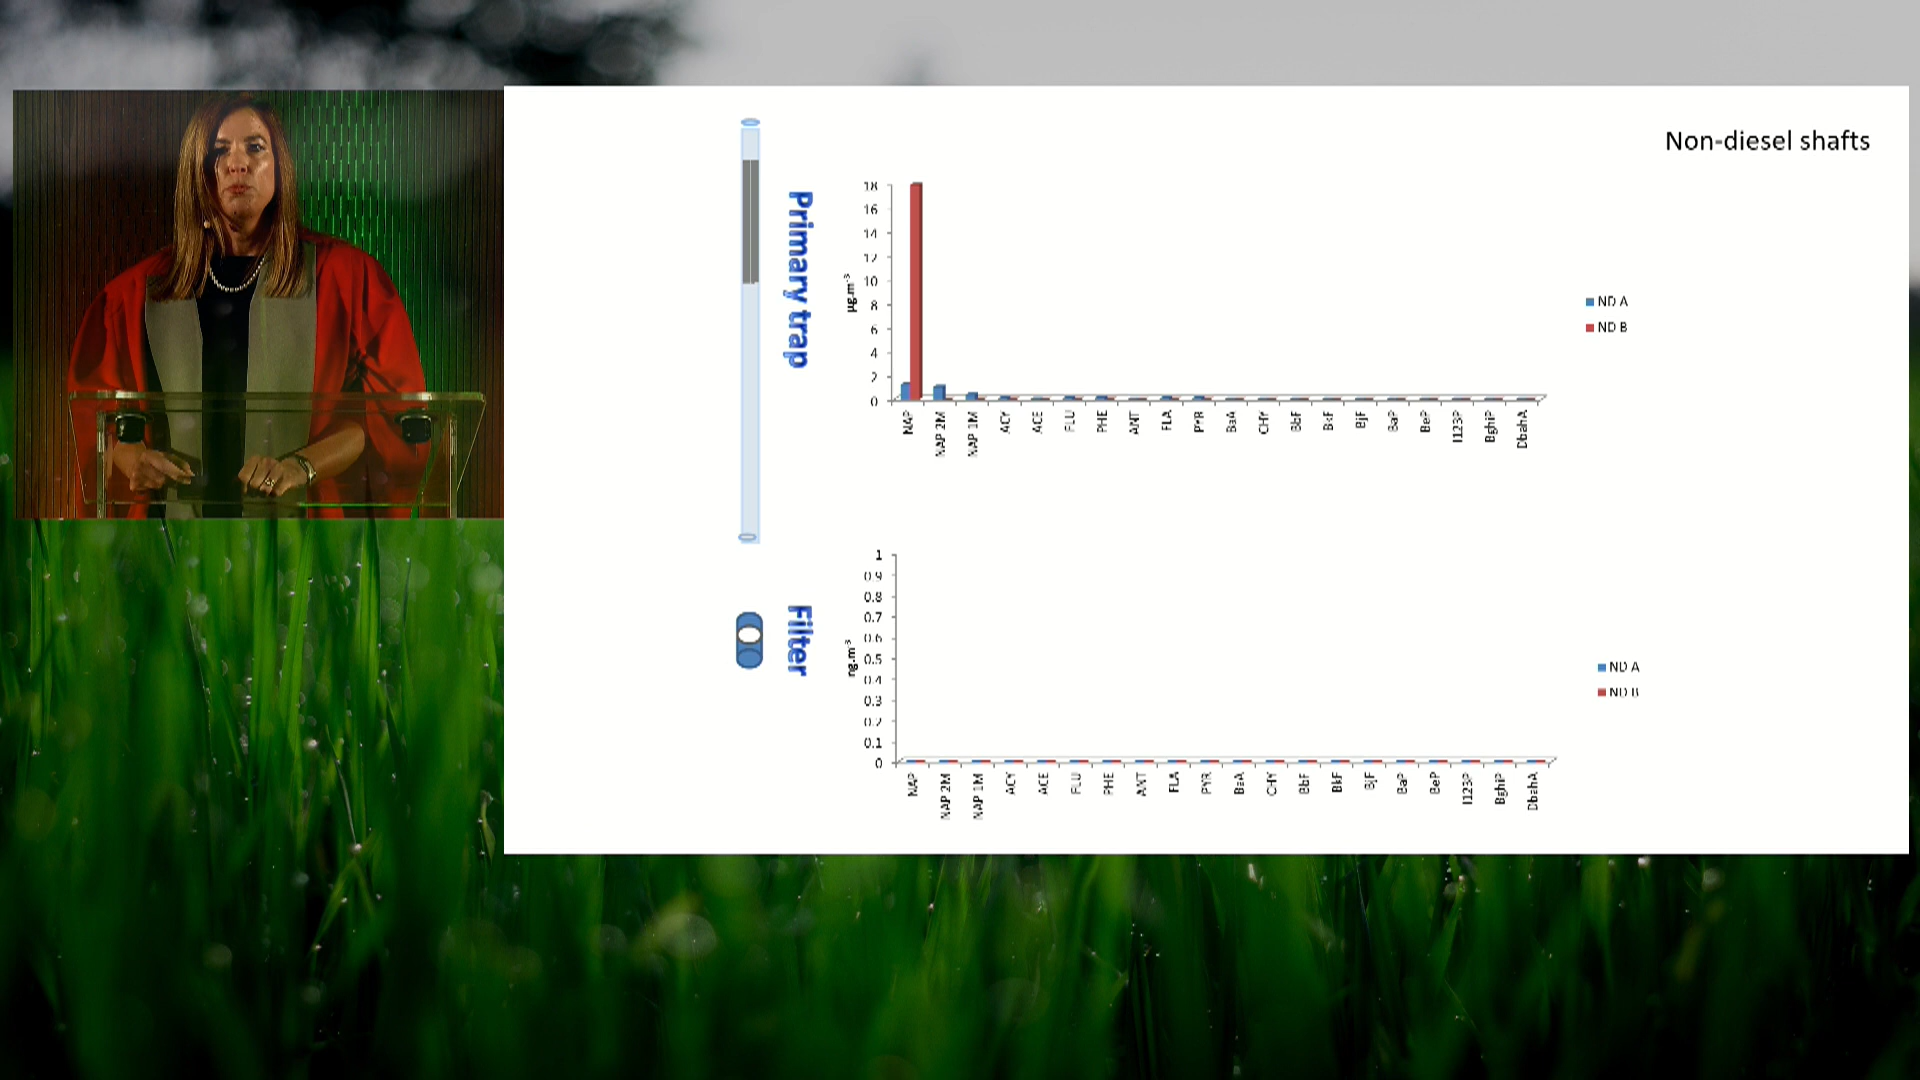 Non-diesel shafts
Primary trap
18
16
14
12
10
8
6
4
2
0
µg.m-3
NAP
NAP 2M
NAP 1M
ACY
ACE
FLU
PHE
ANT
FLA
PYR
BaA
CHY
BbF
BkF
BjF
BaP
BeP
I123P
BghiP
DbahA
ND A
ND B
Filter
1
0.9
0.8
0.7
0.6
0.5
0.4
0.3
0.2
0.1
0
ng.m-3
NAP
NAP 2M
NAP 1M
ACY
ACE
FLU
PHE
ANT
FLA
PYR
BaA
CHY
BbF
BkF
BjF
BaP
BeP
I123P
BghiP
DbahA
ND A
ND B